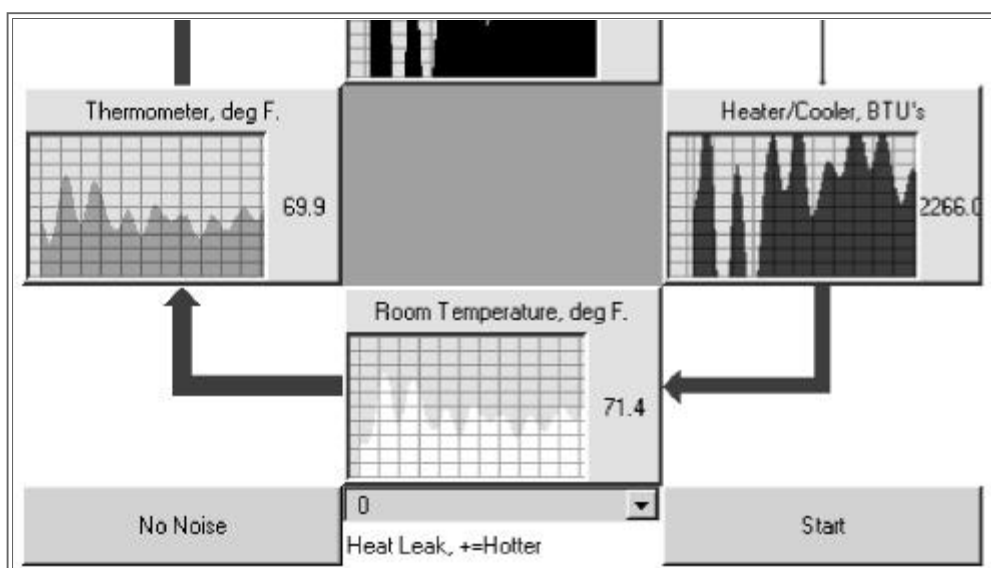 Thermometer, deg F.
69.9
Heater/Cooler, BTU's
2266.0
Room Temperature, deg F.
71.4
No Noise
0
Heat Leak, +=Hotter
Start